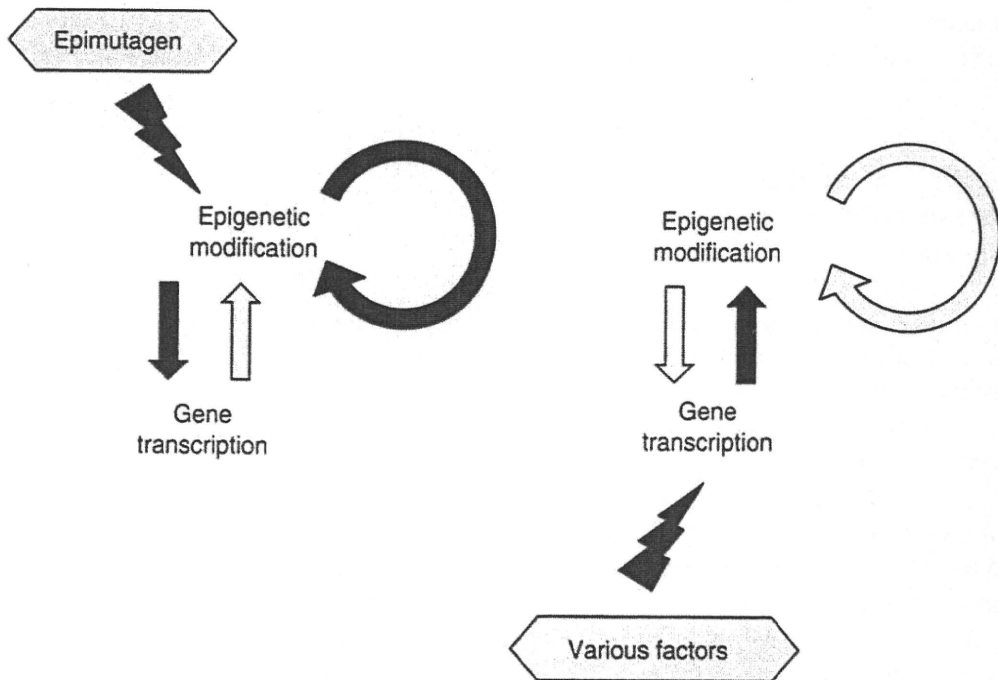 Epimutagen
Epigenetic
modification
Gene
transcription
Epigenetic
modification
Gene
transcription
Various factors